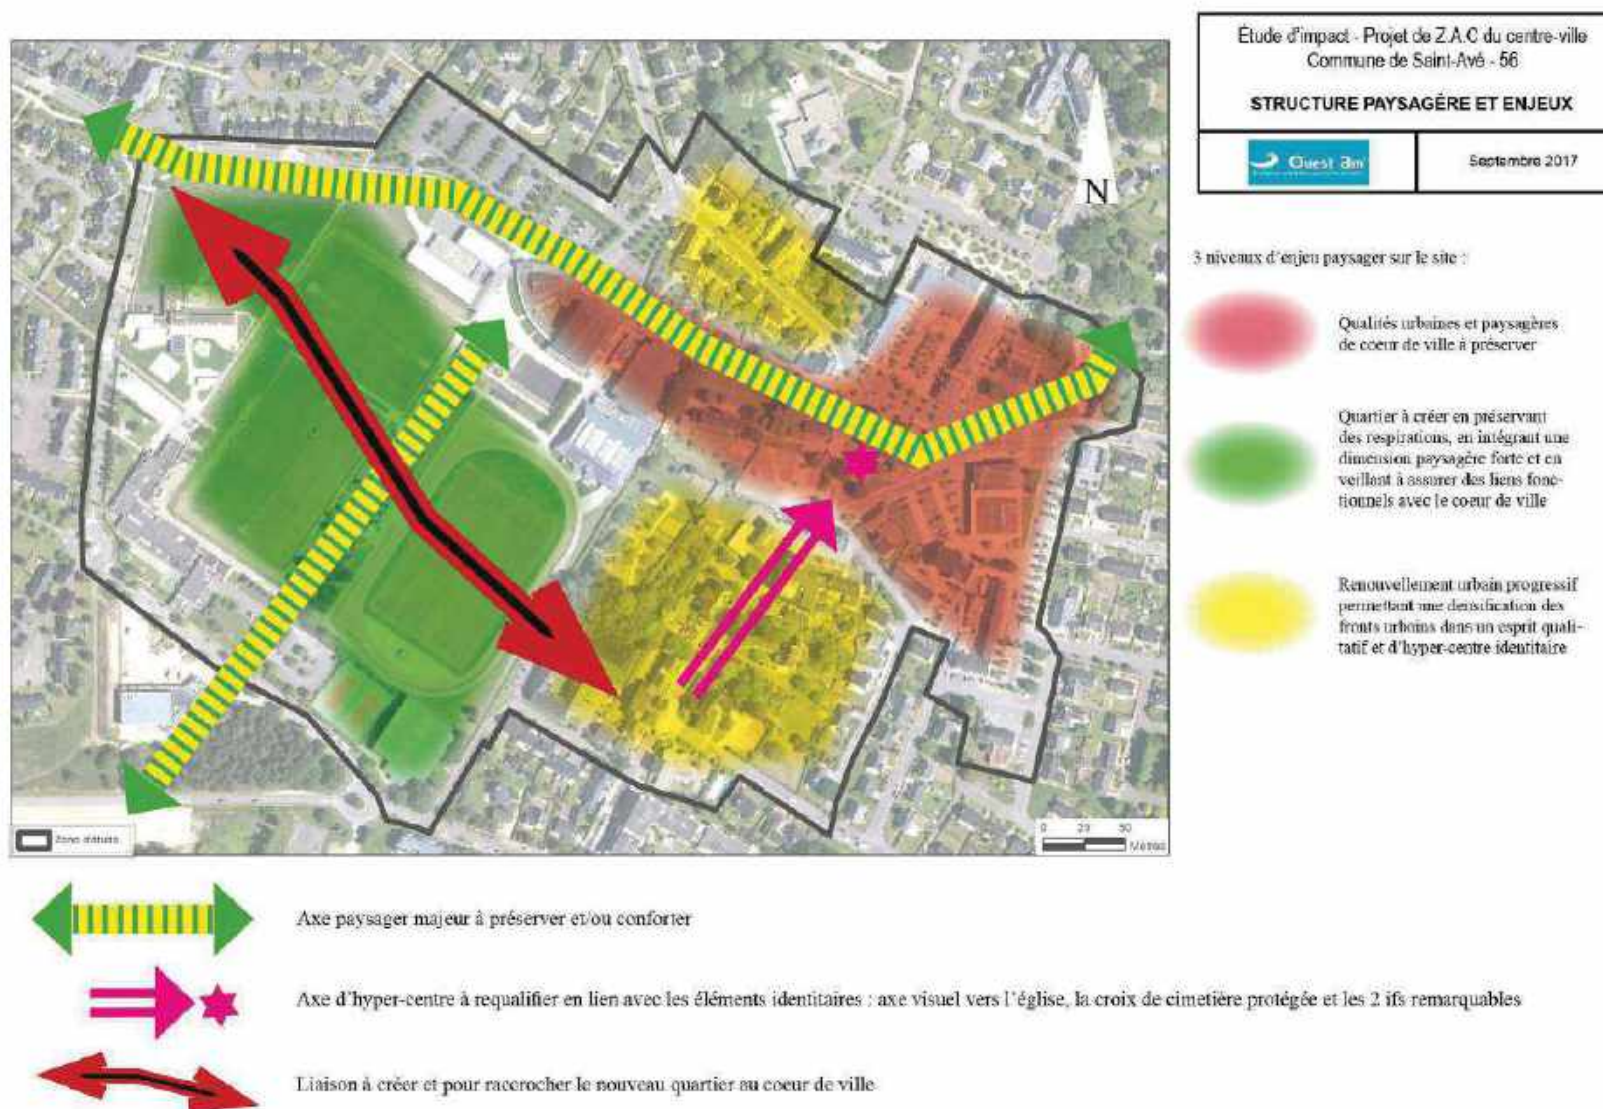 Étude d'impact - Projet de Z.A.C du centre-ville
Commune de Saint-Avé - 56
STRUCTURE PAYSAGÈRE ET ENJEUX
Ouest Am'
Septembre 2017
N
3 niveaux d'enjeu paysager sur le site :
Qualités urbaines et paysagères
de coeur de ville à préserver
Quartier à créer en préservant
des respirations, en intégrant une
dimension paysagère forte et en
veillant à assurer des liens fonc-
tionnels avec le coeur de ville
Renouvellement urbain progressif
permettant une densification des
fronts urbains dans un esprit quali-
tatif et d'hyper-centre identitaire
Zone d'étude
0 25 50
Mètres
Axe paysager majeur à préserver et/ou conforter
Axe d'hyper-centre à requalifier en lien avec les éléments identitaires : axe visuel vers l'église, la croix de cimetière protégée et les 2 ifs remarquables
Liaison à créer et pour raccrocher le nouveau quartier au coeur de ville